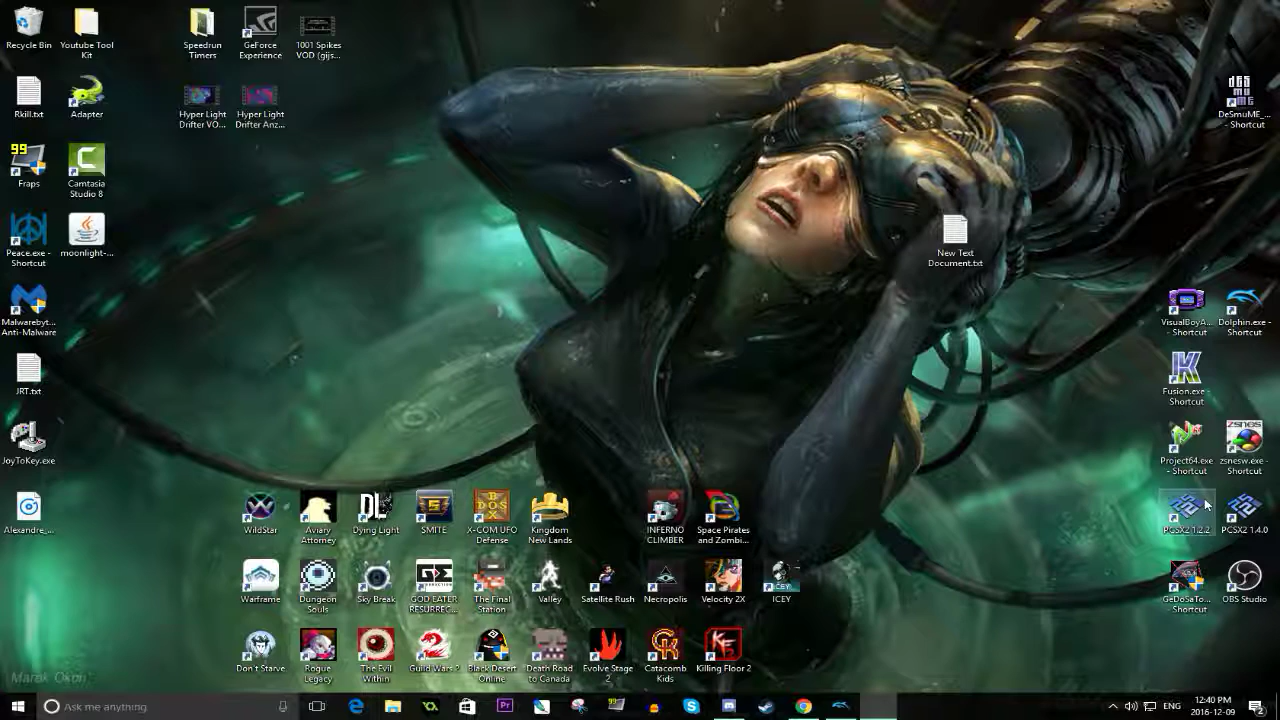 Recycle Bin
Youtube Tool
Kit
Speedrun
Timers
GeForce
Experience
1001 Spikes
VOD (gijs...
Rkill.txt
Adapter
Hyper Light
Drifter VO...
Hyper Light
Drifter Anz...
DeSmuME_...
- Shortcut
99
Fraps
Camtasia
Studio 8
Peace.exe -
Shortcut
moonlight-...
New Text
Document.txt
Malwarebyt...
Anti-Malware
VisualBoyA...
- Shortcut
Dolphin.exe -
Shortcut
JRT.txt
Fusion.exe -
Shortcut
JoyToKey.exe
Project64.exe
- Shortcut
zsnes
zsnesw.exe -
Shortcut
Alexandre_...
WildStar
Aviary
Attorney
DL
Dying Light
SMITE
X-COM UFO
Defense
Kingdom
New Lands
INFERNO
CLIMBER
Space Pirates
and Zombi...
PCSX2 1.2.2
PCSX2 1.4.0
Warframe
Dungeon
Souls
Sky Break
GOD EATER
RESURREC...
The Final
Station
Valley
Satellite Rush
Necropolis
Velocity 2X
ICEY
GeDoSaTo...
- Shortcut
OBS Studio
Don't Starve
Rogue
Legacy
The Evil
Within
Guild Wars 2
Black Desert
Online
Death Road
to Canada
Evolve Stage
2
Catacomb
Kids
KF
Killing Floor 2
Marek Okon
Ask me anything
Pr
99
ENG
12:40 PM
2016-12-09
2